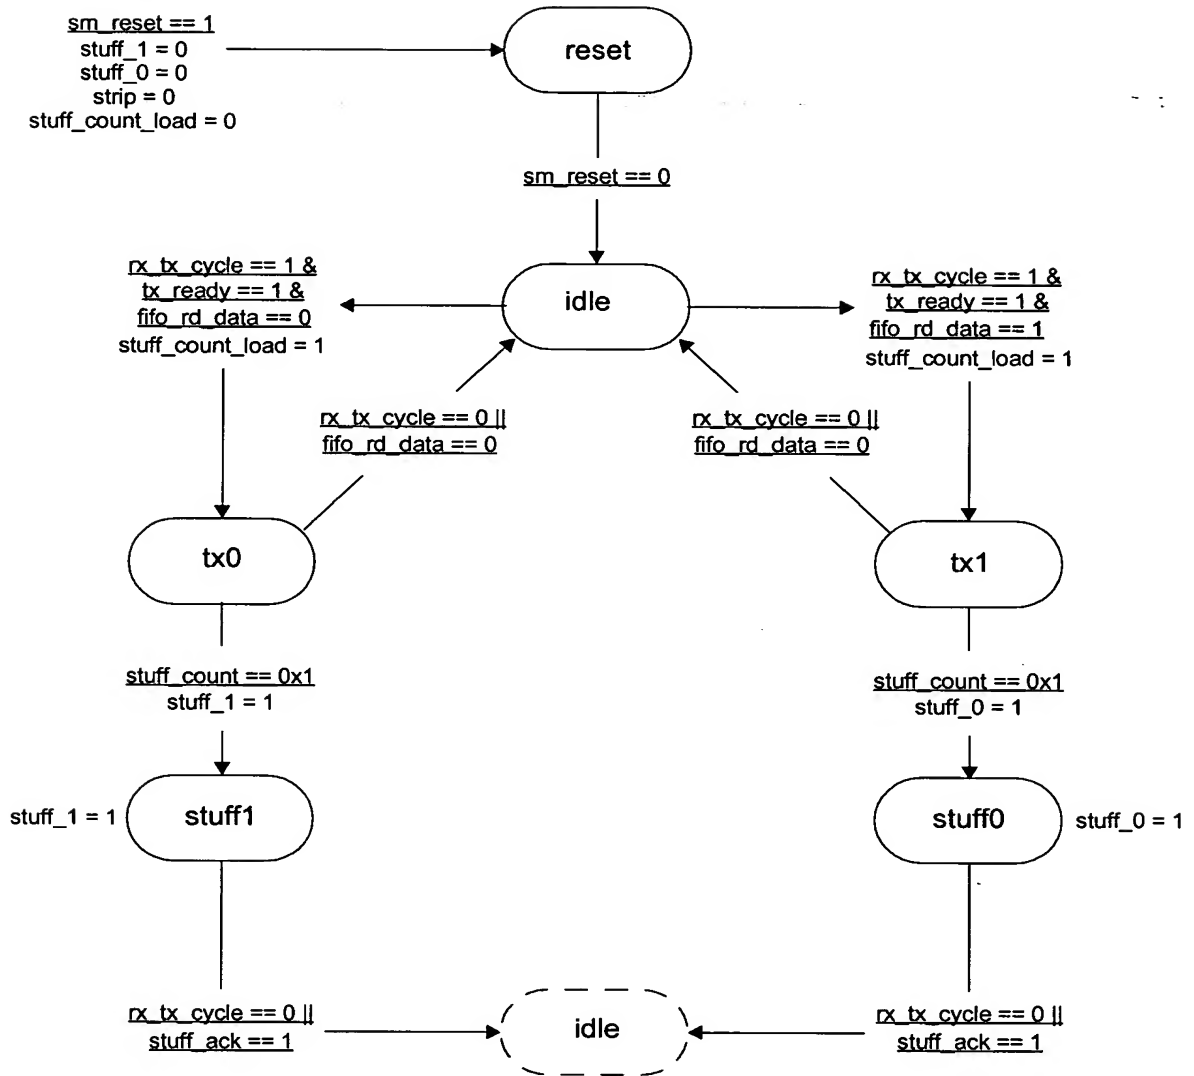 sm_reset == 1
stuff_1 = 0
stuff_0 = 0
strip = 0
stuff_count_load = 0
reset
sm_reset == 0
rx_tx_cycle == 1 &
tx_ready == 1 &
fifo_rd_data == 0
stuff_count_load = 1
idle
rx_tx_cycle == 1 &
tx_ready == 1 &
fifo_rd_data == 1
stuff_count_load = 1
rx_tx_cycle == 0 ||
fifo_rd_data == 0
rx_tx_cycle == 0 ||
fifo_rd_data == 0
tx0
tx1
stuff_count == 0x1
stuff_1 = 1
stuff_count == 0x1
stuff_0 = 1
stuff_1 = 1
stuff1
stuff0
stuff_0 = 1
rx_tx_cycle == 0 ||
stuff_ack == 1
idle
rx_tx_cycle == 0 ||
stuff_ack == 1